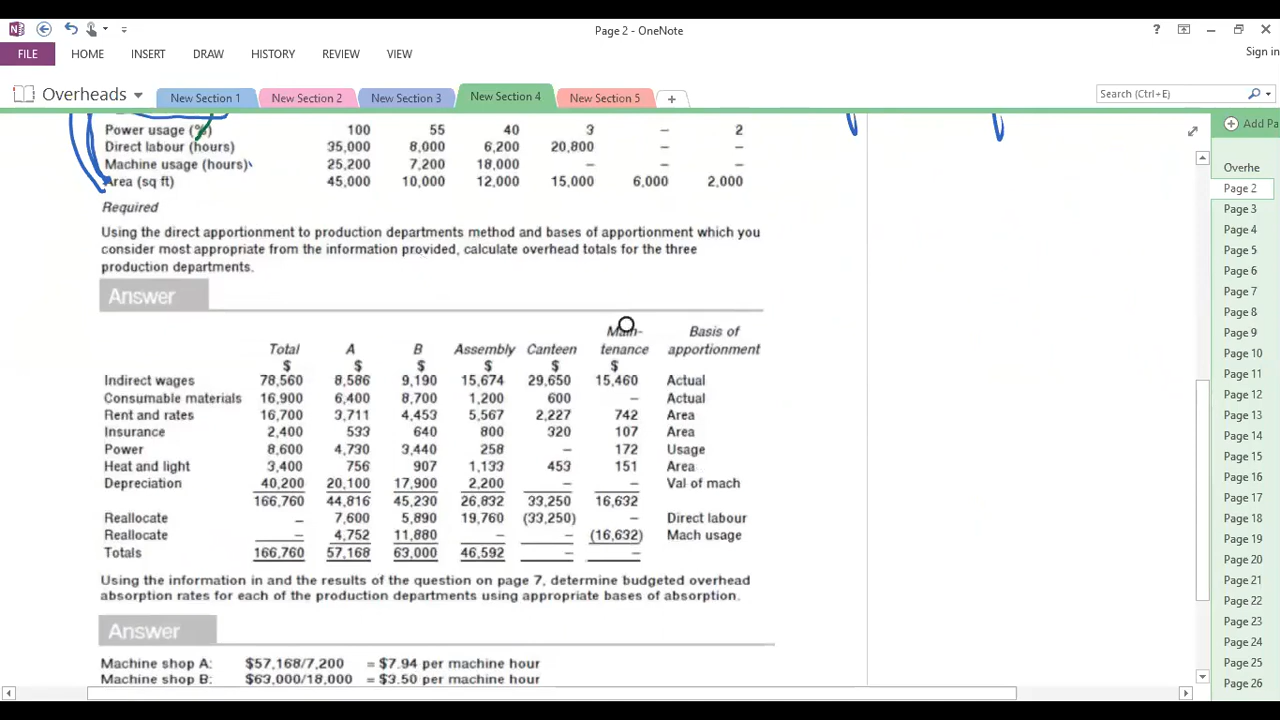 Page 2 - OneNote
?
Sign in
FILE HOME INSERT DRAW HISTORY REVIEW VIEW
Overheads New Section 1 New Section 2 New Section 3 New Section 4 New Section 5 + Search (Ctrl+E)
Add Pa
Power usage (%) 100 55 40 3 – 2
Direct labour (hours) 35,000 8,000 6,200 20,800 – –
Machine usage (hours) 25,200 7,200 18,000 – – –
Area (sq ft) 45,000 10,000 12,000 15,000 6,000 2,000
Required
Using the direct apportionment to production departments method and bases of apportionment which you
consider most appropriate from the information provided, calculate overhead totals for the three
production departments.
Answer
Main- Basis of
Total A B Assembly Canteen tenance apportionment
$ $ $ $ $ $
Indirect wages 78,560 8,586 9,190 15,674 29,650 15,460 Actual
Consumable materials 16,900 6,400 8,700 1,200 600 – Actual
Rent and rates 16,700 3,711 4,453 5,567 2,227 742 Area
Insurance 2,400 533 640 800 320 107 Area
Power 8,600 4,730 3,440 258 – 172 Usage
Heat and light 3,400 756 907 1,133 453 151 Area
Depreciation 40,200 20,100 17,900 2,200 – – Val of mach
166,760 44,816 45,230 26,832 33,250 16,632
Reallocate – 7,600 5,890 19,760 (33,250) – Direct labour
Reallocate – 4,752 11,880 – – (16,632) Mach usage
Totals 166,760 57,168 63,000 46,592 – –
Using the information in and the results of the question on page 7, determine budgeted overhead
absorption rates for each of the production departments using appropriate bases of absorption.
Answer
Machine shop A: $57,168/7,200 = $7.94 per machine hour
Machine shop B: $63,000/18,000 = $3.50 per machine hour
Overhe
Page 2
Page 3
Page 4
Page 5
Page 6
Page 7
Page 8
Page 9
Page 10
Page 11
Page 12
Page 13
Page 14
Page 15
Page 16
Page 17
Page 18
Page 19
Page 20
Page 21
Page 22
Page 23
Page 24
Page 25
Page 26